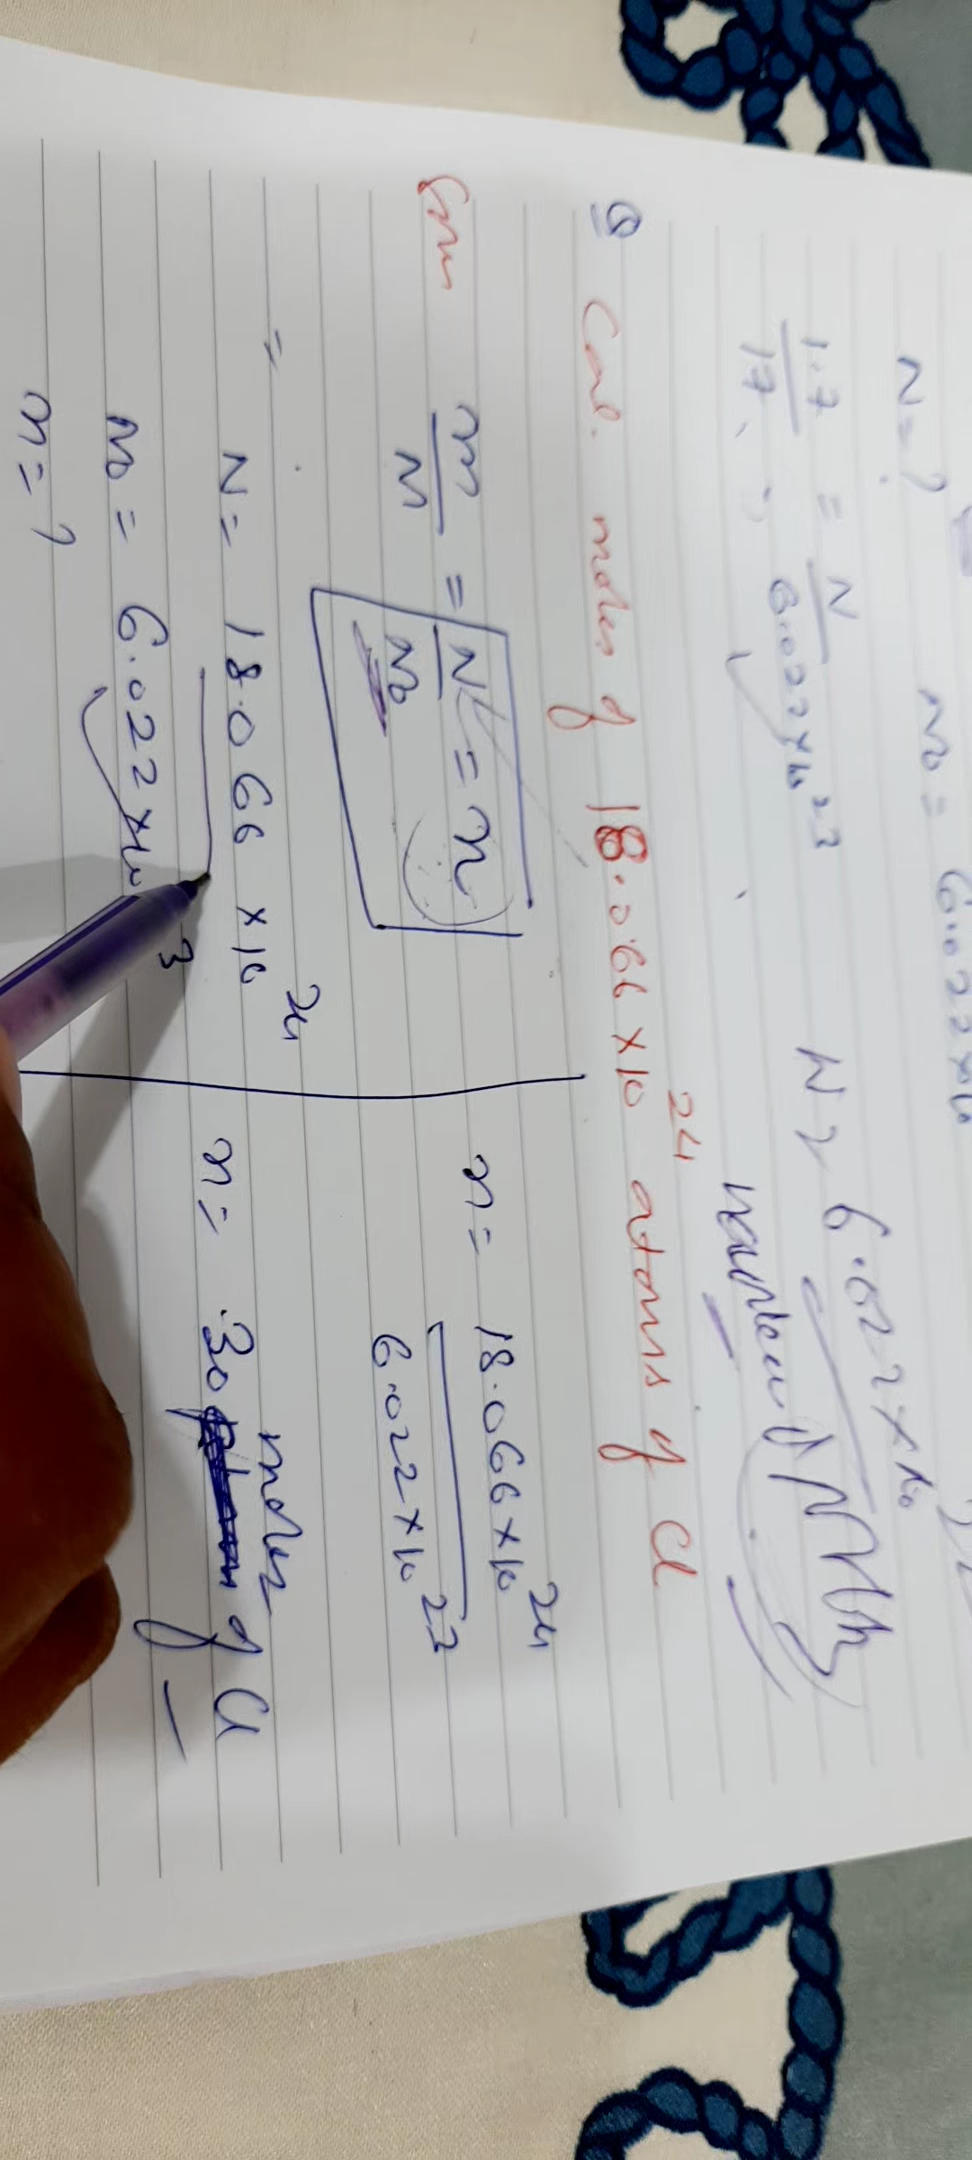 N = ? N₀ = 6.022 × 10
1.7 / 17 = N / 6.022 × 10²³
N = 6.022 × 10
Q Cal. moles of 18.066 × 10²⁴ atoms of Cl
m / M = N / N₀ = n
=
N = 18.066 × 10²⁴
N₀ = 6.022 × 10 3
n = ?
n = 18.066 × 10²⁴ / 6.022 × 10²³
n = 30 moles of Cl